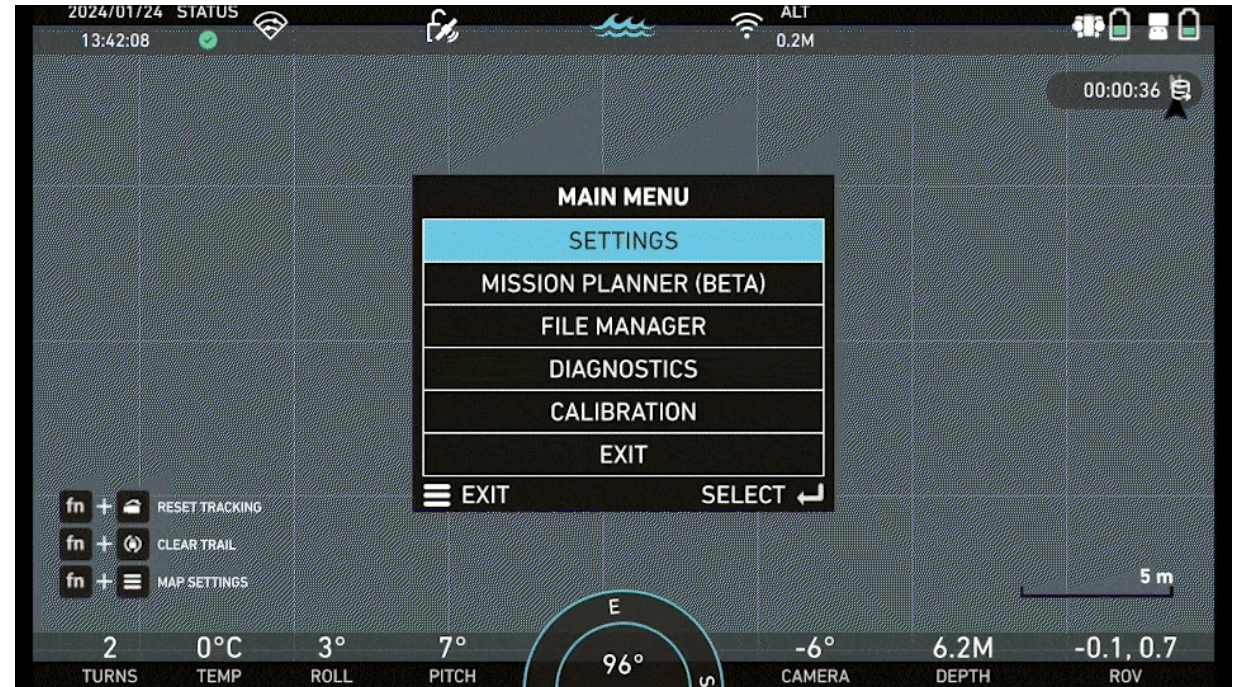 2024/01/24 STATUS
ALT
13:42:08
0.2M
00:00:36
MAIN MENU
SETTINGS
MISSION PLANNER (BETA)
FILE MANAGER
DIAGNOSTICS
CALIBRATION
EXIT
EXIT SELECT
fn + RESET TRACKING
fn + CLEAR TRAIL
fn + MAP SETTINGS
5 m
E
S
96°
2 0°C 3° 7° -6° 6.2M -0.1, 0.7
TURNS TEMP ROLL PITCH CAMERA DEPTH ROV